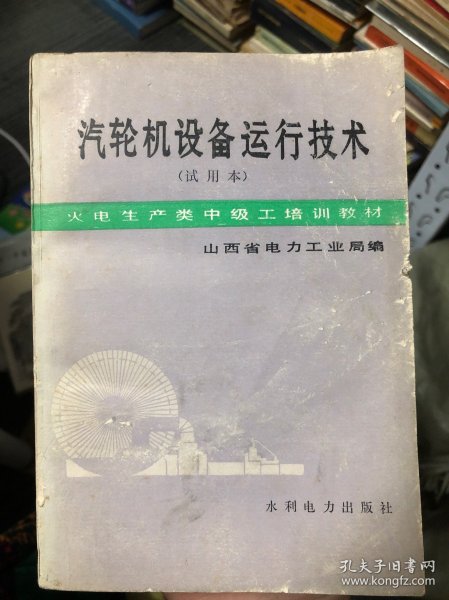 汽轮机设备运行技术
(试用本)
火电生产类中级工培训教材
山西省电力工业局编
水利电力出版社
孔夫子旧书网
www.kongfz.com